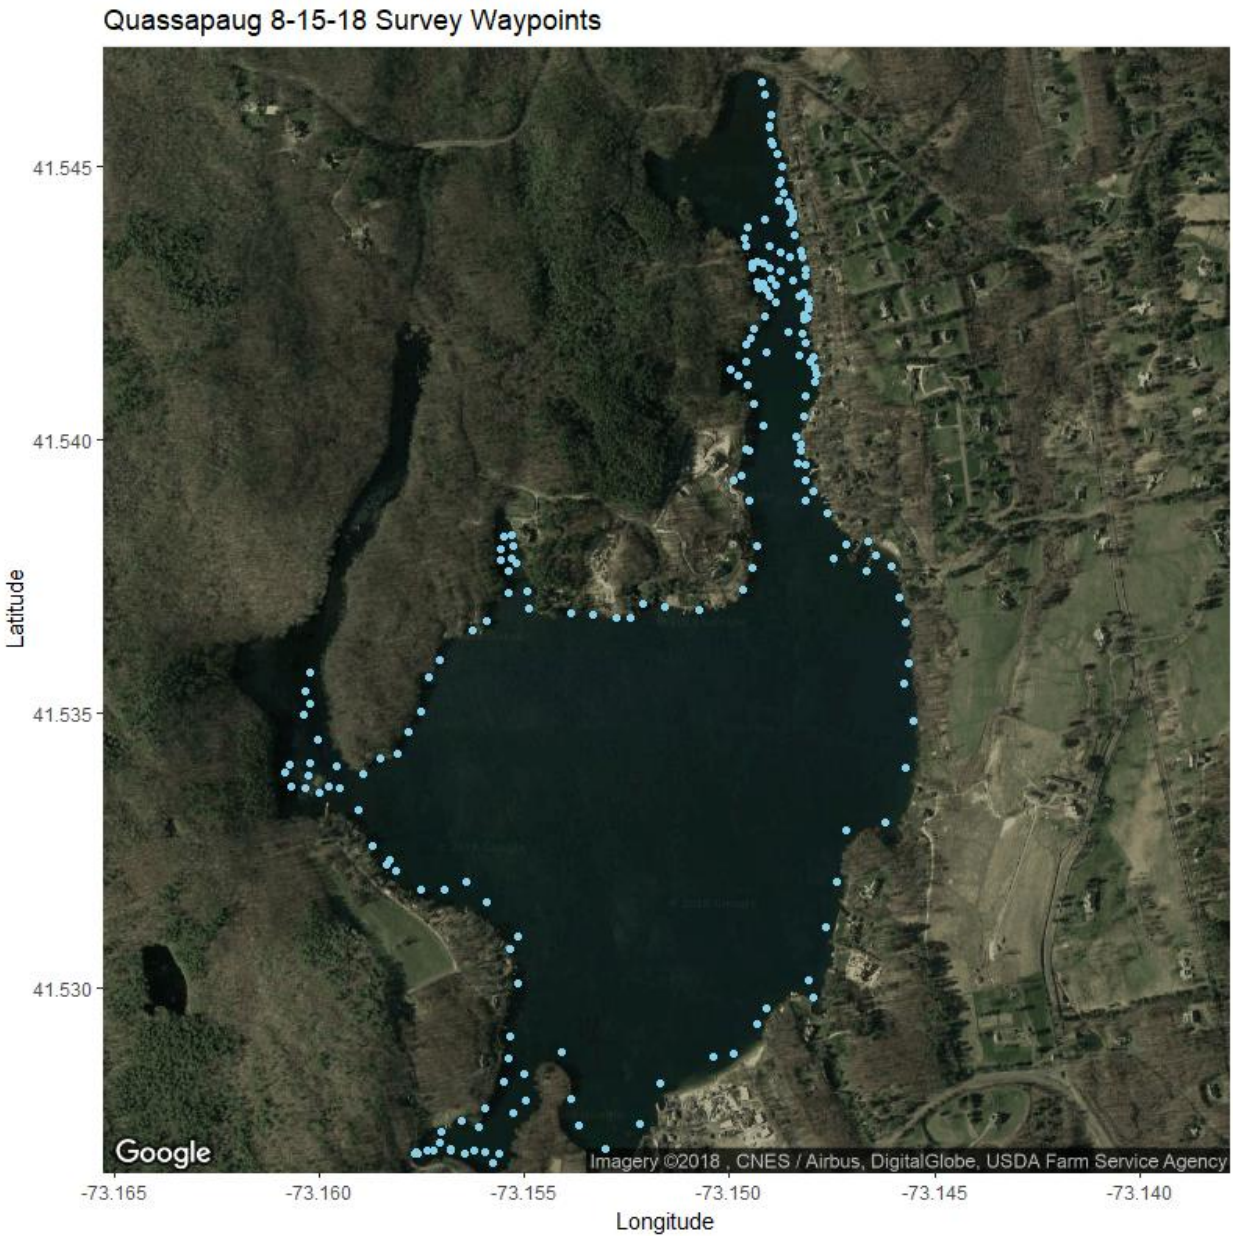 Quassapaug 8-15-18 Survey Waypoints
41.545
41.540
41.535
41.530
Latitude
Google
Imagery ©2018 , CNES / Airbus, DigitalGlobe, USDA Farm Service Agency
-73.165
-73.160
-73.155
-73.150
-73.145
-73.140
Longitude